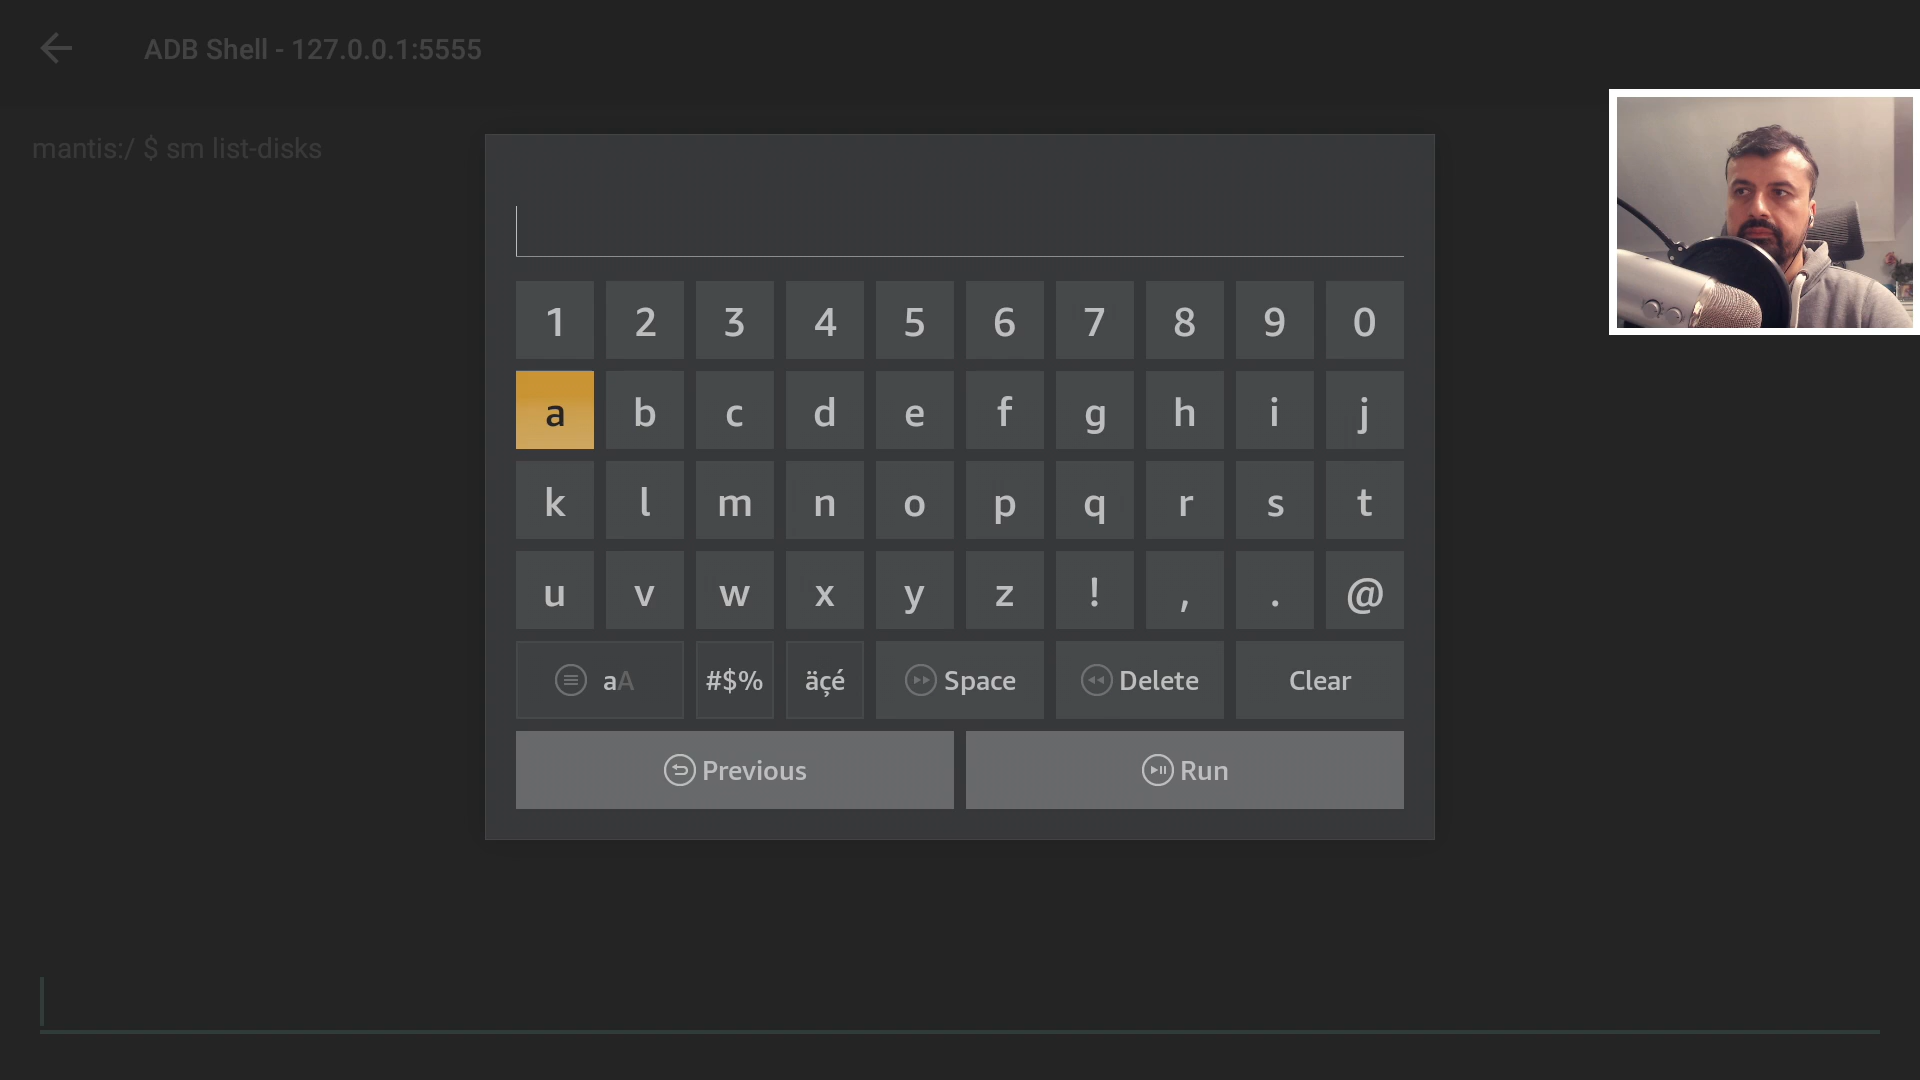 ADB Shell - 127.0.0.1:5555
mantis:/ $ sm list-disks
1 2 3 4 5 6 7 8 9 0
a b c d e f g h i j
k l m n o p q r s t
u v w x y z ! , . @
aA #$% äçé Space Delete Clear
Previous Run